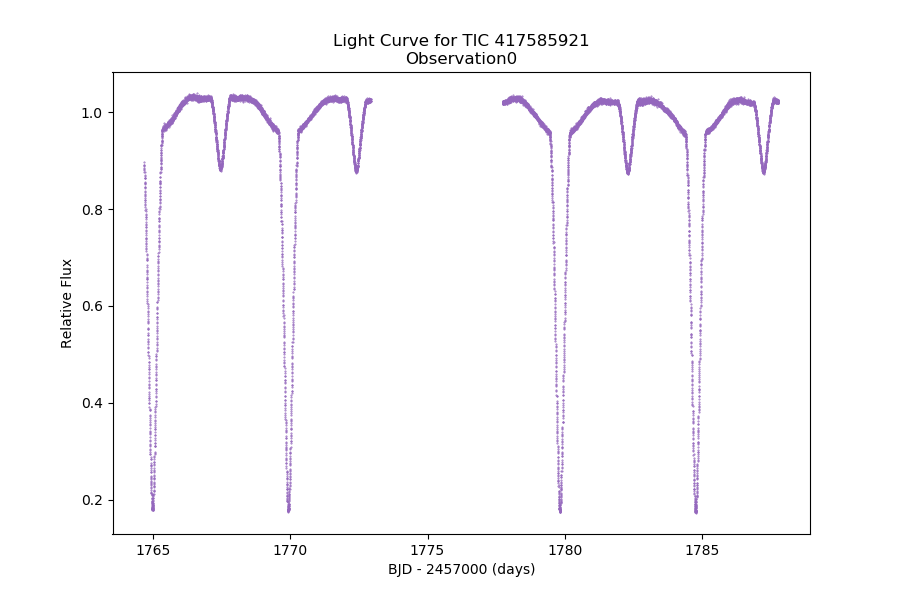 Light Curve for TIC 417585921
Observation0
1.0
0.8
0.6
0.4
0.2
Relative Flux
1765
1770
1775
1780
1785
BJD - 2457000 (days)